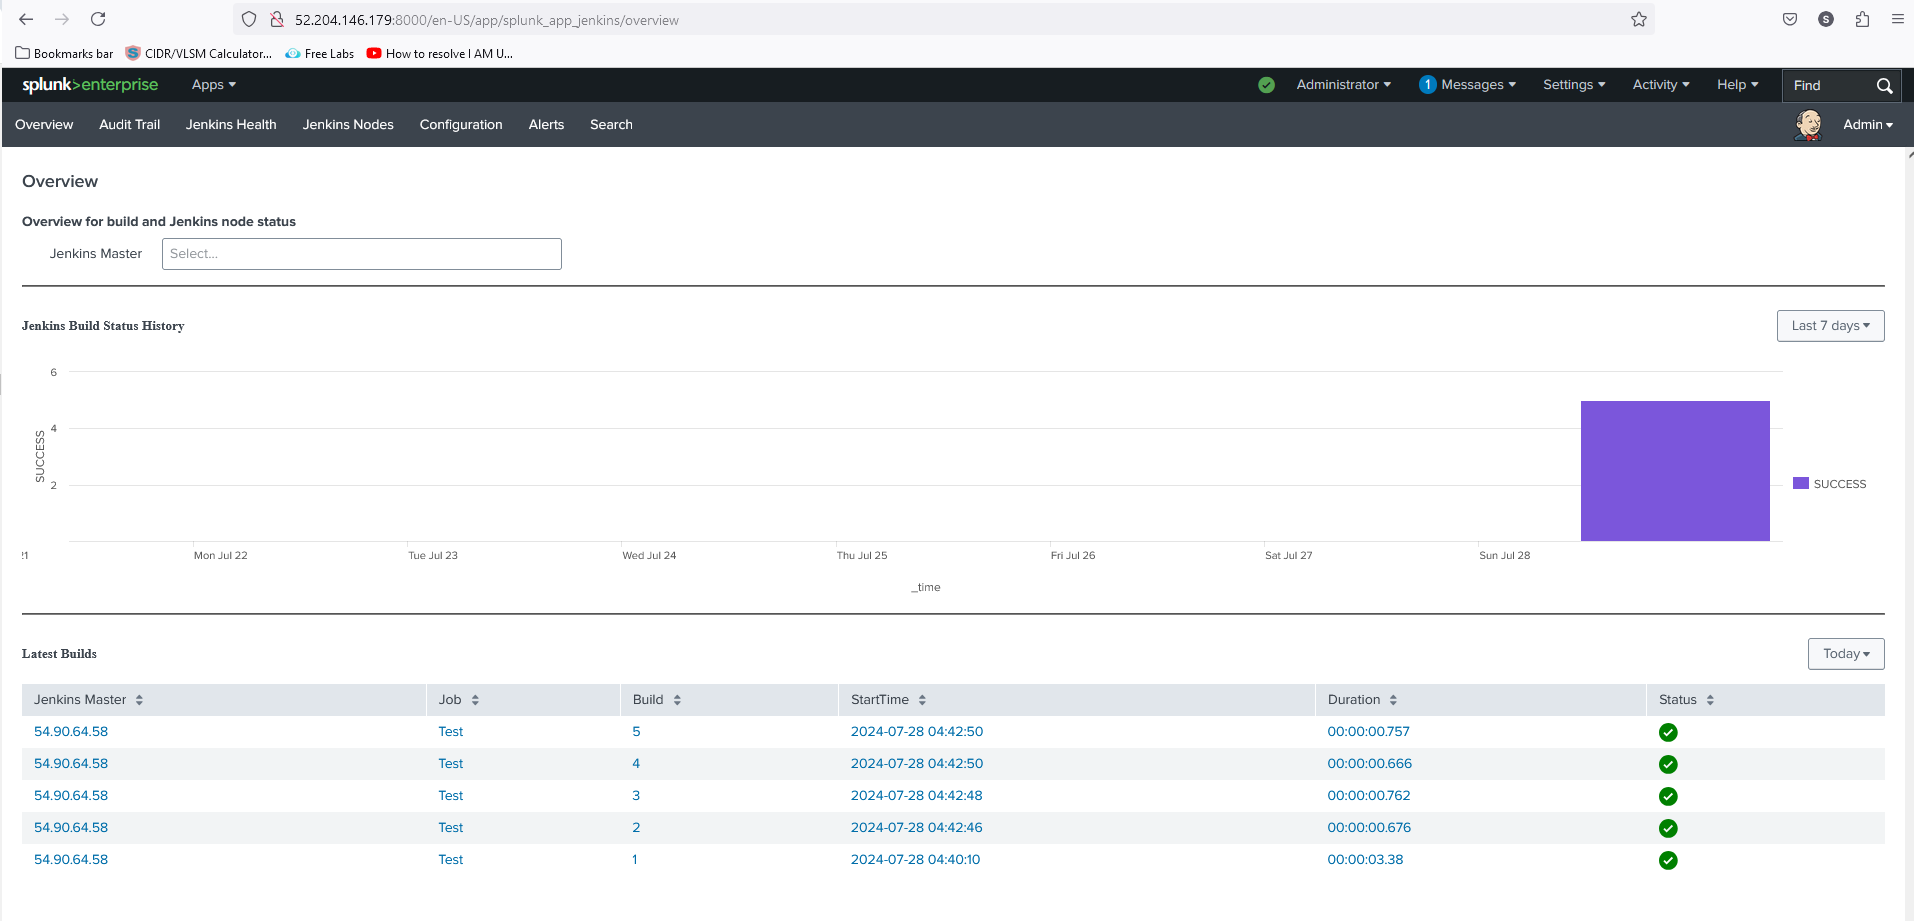 52.204.146.179:8000/en-US/app/splunk_app_jenkins/overview
S
Bookmarks bar S CIDR/VLSM Calculator... Free Labs How to resolve I AM U...
splunk>enterprise Apps Administrator 1 Messages Settings Activity Help Find
Overview Audit Trail Jenkins Health Jenkins Nodes Configuration Alerts Search Admin
Overview
Overview for build and Jenkins node status
Jenkins Master Select...
Jenkins Build Status History Last 7 days
6
4
2
SUCCESS
SUCCESS
21 Mon Jul 22 Tue Jul 23 Wed Jul 24 Thu Jul 25 Fri Jul 26 Sat Jul 27 Sun Jul 28
_time
Latest Builds Today
Jenkins Master Job Build StartTime Duration Status
54.90.64.58 Test 5 2024-07-28 04:42:50 00:00:00.757
54.90.64.58 Test 4 2024-07-28 04:42:50 00:00:00.666
54.90.64.58 Test 3 2024-07-28 04:42:48 00:00:00.762
54.90.64.58 Test 2 2024-07-28 04:42:46 00:00:00.676
54.90.64.58 Test 1 2024-07-28 04:40:10 00:00:03.38